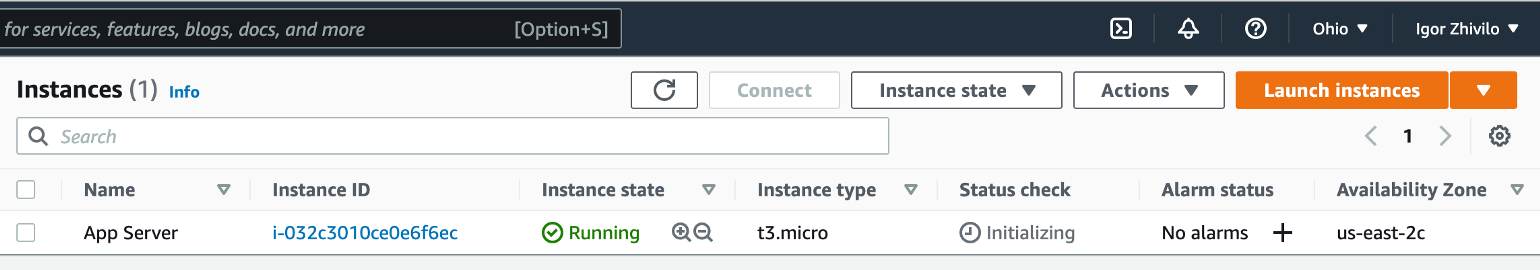 for services, features, blogs, docs, and more [Option+S] Ohio Igor Zhivilo
Instances (1) Info Connect Instance state Actions Launch instances
Search 1
Name Instance ID Instance state Instance type Status check Alarm status Availability Zone
App Server i-032c3010ce0e6f6ec Running t3.micro Initializing No alarms + us-east-2c